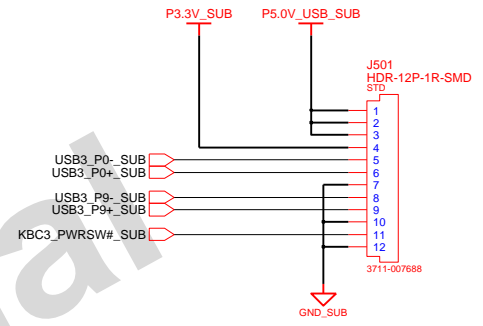 P3.3V_SUB P5.0V_USB_SUB
J501
HDR-12P-1R-SMD
STD
1
2
3
4
USB3_P0-_SUB 5
USB3_P0+_SUB 6
7
USB3_P9-_SUB 8
USB3_P9+_SUB 9
10
KBC3_PWRSW#_SUB 11
12
3711-007688
GND_SUB